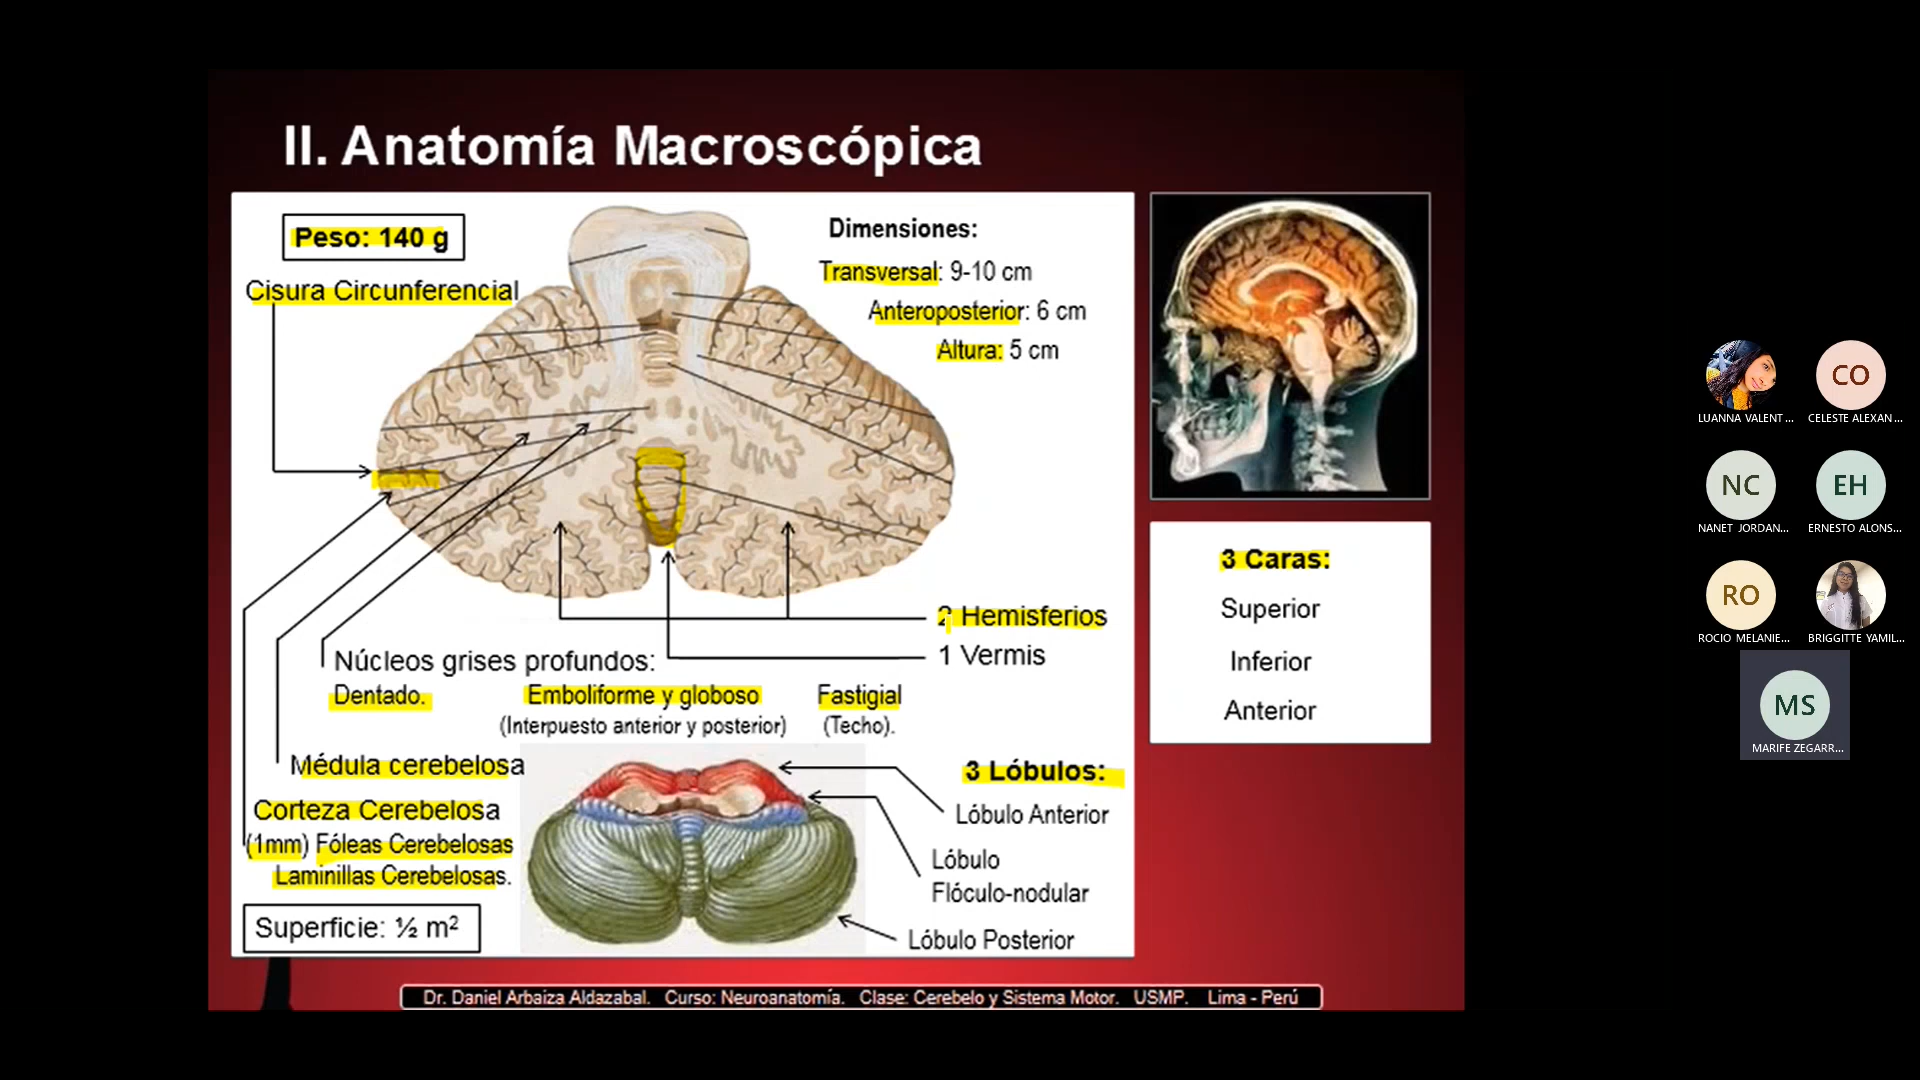 II. Anatomía Macroscópica
Peso: 140 g
Cisura Circunferencial
Dimensiones:
Transversal: 9-10 cm
Anteroposterior: 6 cm
Altura: 5 cm
2 Hemisferios
1 Vermis
Núcleos grises profundos:
Dentado.
Emboliforme y globoso
Fastigial
(Interpuesto anterior y posterior)
(Techo).
Médula cerebelosa
Corteza Cerebelosa
(1mm) Fóleas Cerebelosas
Laminillas Cerebelosas.
Superficie: ½ m²
3 Lóbulos:
Lóbulo Anterior
Lóbulo
Flóculo-nodular
Lóbulo Posterior
3 Caras:
Superior
Inferior
Anterior
Dr. Daniel Arbaiza Aldazabal. Curso: Neuroanatomía. Clase: Cerebelo y Sistema Motor. USMP. Lima - Perú
LUANNA VALENT...
CO
CELESTE ALEXAN...
NC
NANET JORDAN...
EH
ERNESTO ALONS...
RO
ROCIO MELANIE...
BRIGGITTE YAMIL...
MS
MARIFE ZEGARR...